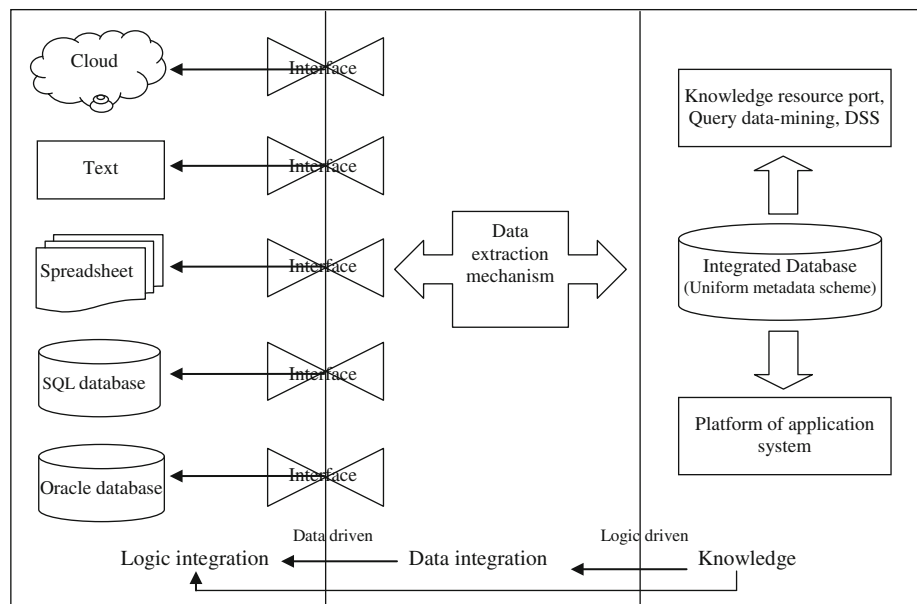 Cloud
Interface
Text
Interface
Spreadsheet
Interface
SQL database
Interface
Oracle database
Interface
Data
extraction
mechanism
Knowledge resource port,
Query data-mining, DSS
Integrated Database
(Uniform metadata scheme)
Platform of application
system
Logic integration
Data driven
Data integration
Logic driven
Knowledge